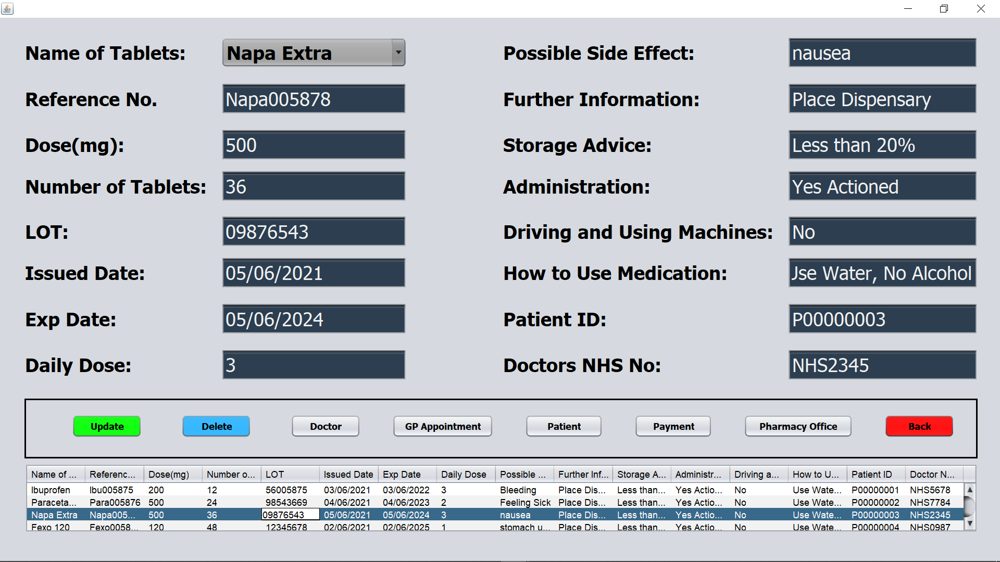 Name of Tablets: Napa Extra Possible Side Effect: nausea
Reference No. Napa005878 Further Information: Place Dispensary
Dose(mg): 500 Storage Advice: Less than 20%
Number of Tablets: 36 Administration: Yes Actioned
LOT: 09876543 Driving and Using Machines: No
Issued Date: 05/06/2021 How to Use Medication: Use Water, No Alcohol
Exp Date: 05/06/2024 Patient ID: P00000003
Daily Dose: 3 Doctors NHS No: NHS2345
Update Delete Doctor GP Appointment Patient Payment Pharmacy Office Back
Name of ... Referenc... Dose(mg) Number o... LOT Issued Date Exp Date Daily Dose Possible ... Further Inf... Storage A... Administr... Driving a... How to U... Patient ID Doctor N...
Ibuprofen Ibu005875 200 12 56005875 03/06/2021 03/06/2022 3 Bleeding Place Dis... Less than... Yes Actio... No Use Wate... P00000001 NHS5678
Paraceta... Para005876 500 24 98543669 04/06/2021 04/06/2023 2 Feeling Sick Place Dis... Less than... Yes Actio... No Use Wate... P00000002 NHS7784
Napa Extra Napa005... 500 36 09876543 05/06/2021 05/06/2024 3 nausea Place Dis... Less than... Yes Actio... No Use Wate... P00000003 NHS2345
Fexo 120 Fexo0058... 120 48 12345678 02/06/2021 02/06/2025 1 stomach u... Place Dis... Less than... Yes Actio... No Use Wate... P00000004 NHS0987